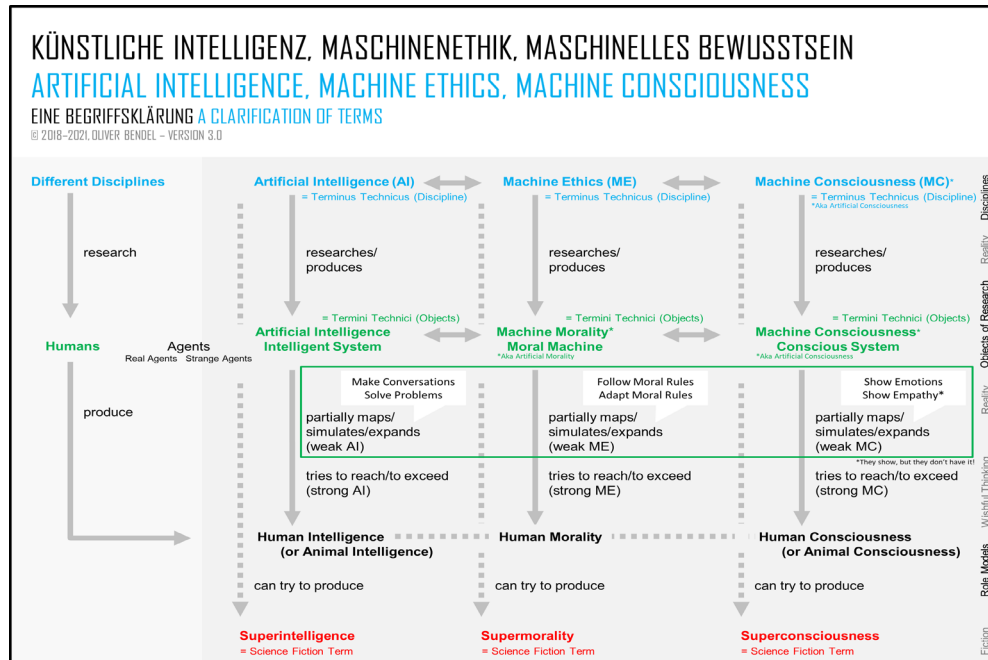 KÜNSTLICHE INTELLIGENZ, MASCHINENETHIK, MASCHINELLES BEWUSSTSEIN
ARTIFICIAL INTELLIGENCE, MACHINE ETHICS, MACHINE CONSCIOUSNESS
EINE BEGRIFFSKLÄRUNG A CLARIFICATION OF TERMS
© 2018–2021, OLIVER BENDEL – VERSION 3.0
Different Disciplines
research
Humans
produce
Agents
Real Agents Strange Agents
Artificial Intelligence (AI)
= Terminus Technicus (Discipline)
researches/
produces
= Termini Technici (Objects)
Artificial Intelligence
Intelligent System
Make Conversations
Solve Problems
partially maps/
simulates/expands
(weak AI)
tries to reach/to exceed
(strong AI)
Human Intelligence
(or Animal Intelligence)
can try to produce
Superintelligence
= Science Fiction Term
Machine Ethics (ME)
= Terminus Technicus (Discipline)
researches/
produces
= Termini Technici (Objects)
Machine Morality*
Moral Machine
*Aka Artificial Morality
Follow Moral Rules
Adapt Moral Rules
partially maps/
simulates/expands
(weak ME)
tries to reach/to exceed
(strong ME)
Human Morality
can try to produce
Supermorality
= Science Fiction Term
Machine Consciousness (MC)*
= Terminus Technicus (Discipline)
*Aka Artificial Consciousness
researches/
produces
= Termini Technici (Objects)
Machine Consciousness*
Conscious System
*Aka Artificial Consciousness
Show Emotions
Show Empathy*
partially maps/
simulates/expands
(weak MC)
*They show, but they don't have it!
tries to reach/to exceed
(strong MC)
Human Consciousness
(or Animal Consciousness)
can try to produce
Superconsciousness
= Science Fiction Term
Disciplines
Reality
Objects of Research
Reality
Wishful Thinking
Role Models
Fiction